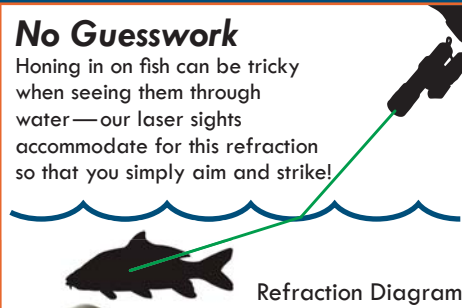 No Guesswork
Honing in on fish can be tricky
when seeing them through
water—our laser sights
accommodate for this refraction
so that you simply aim and strike!
Refraction Diagram